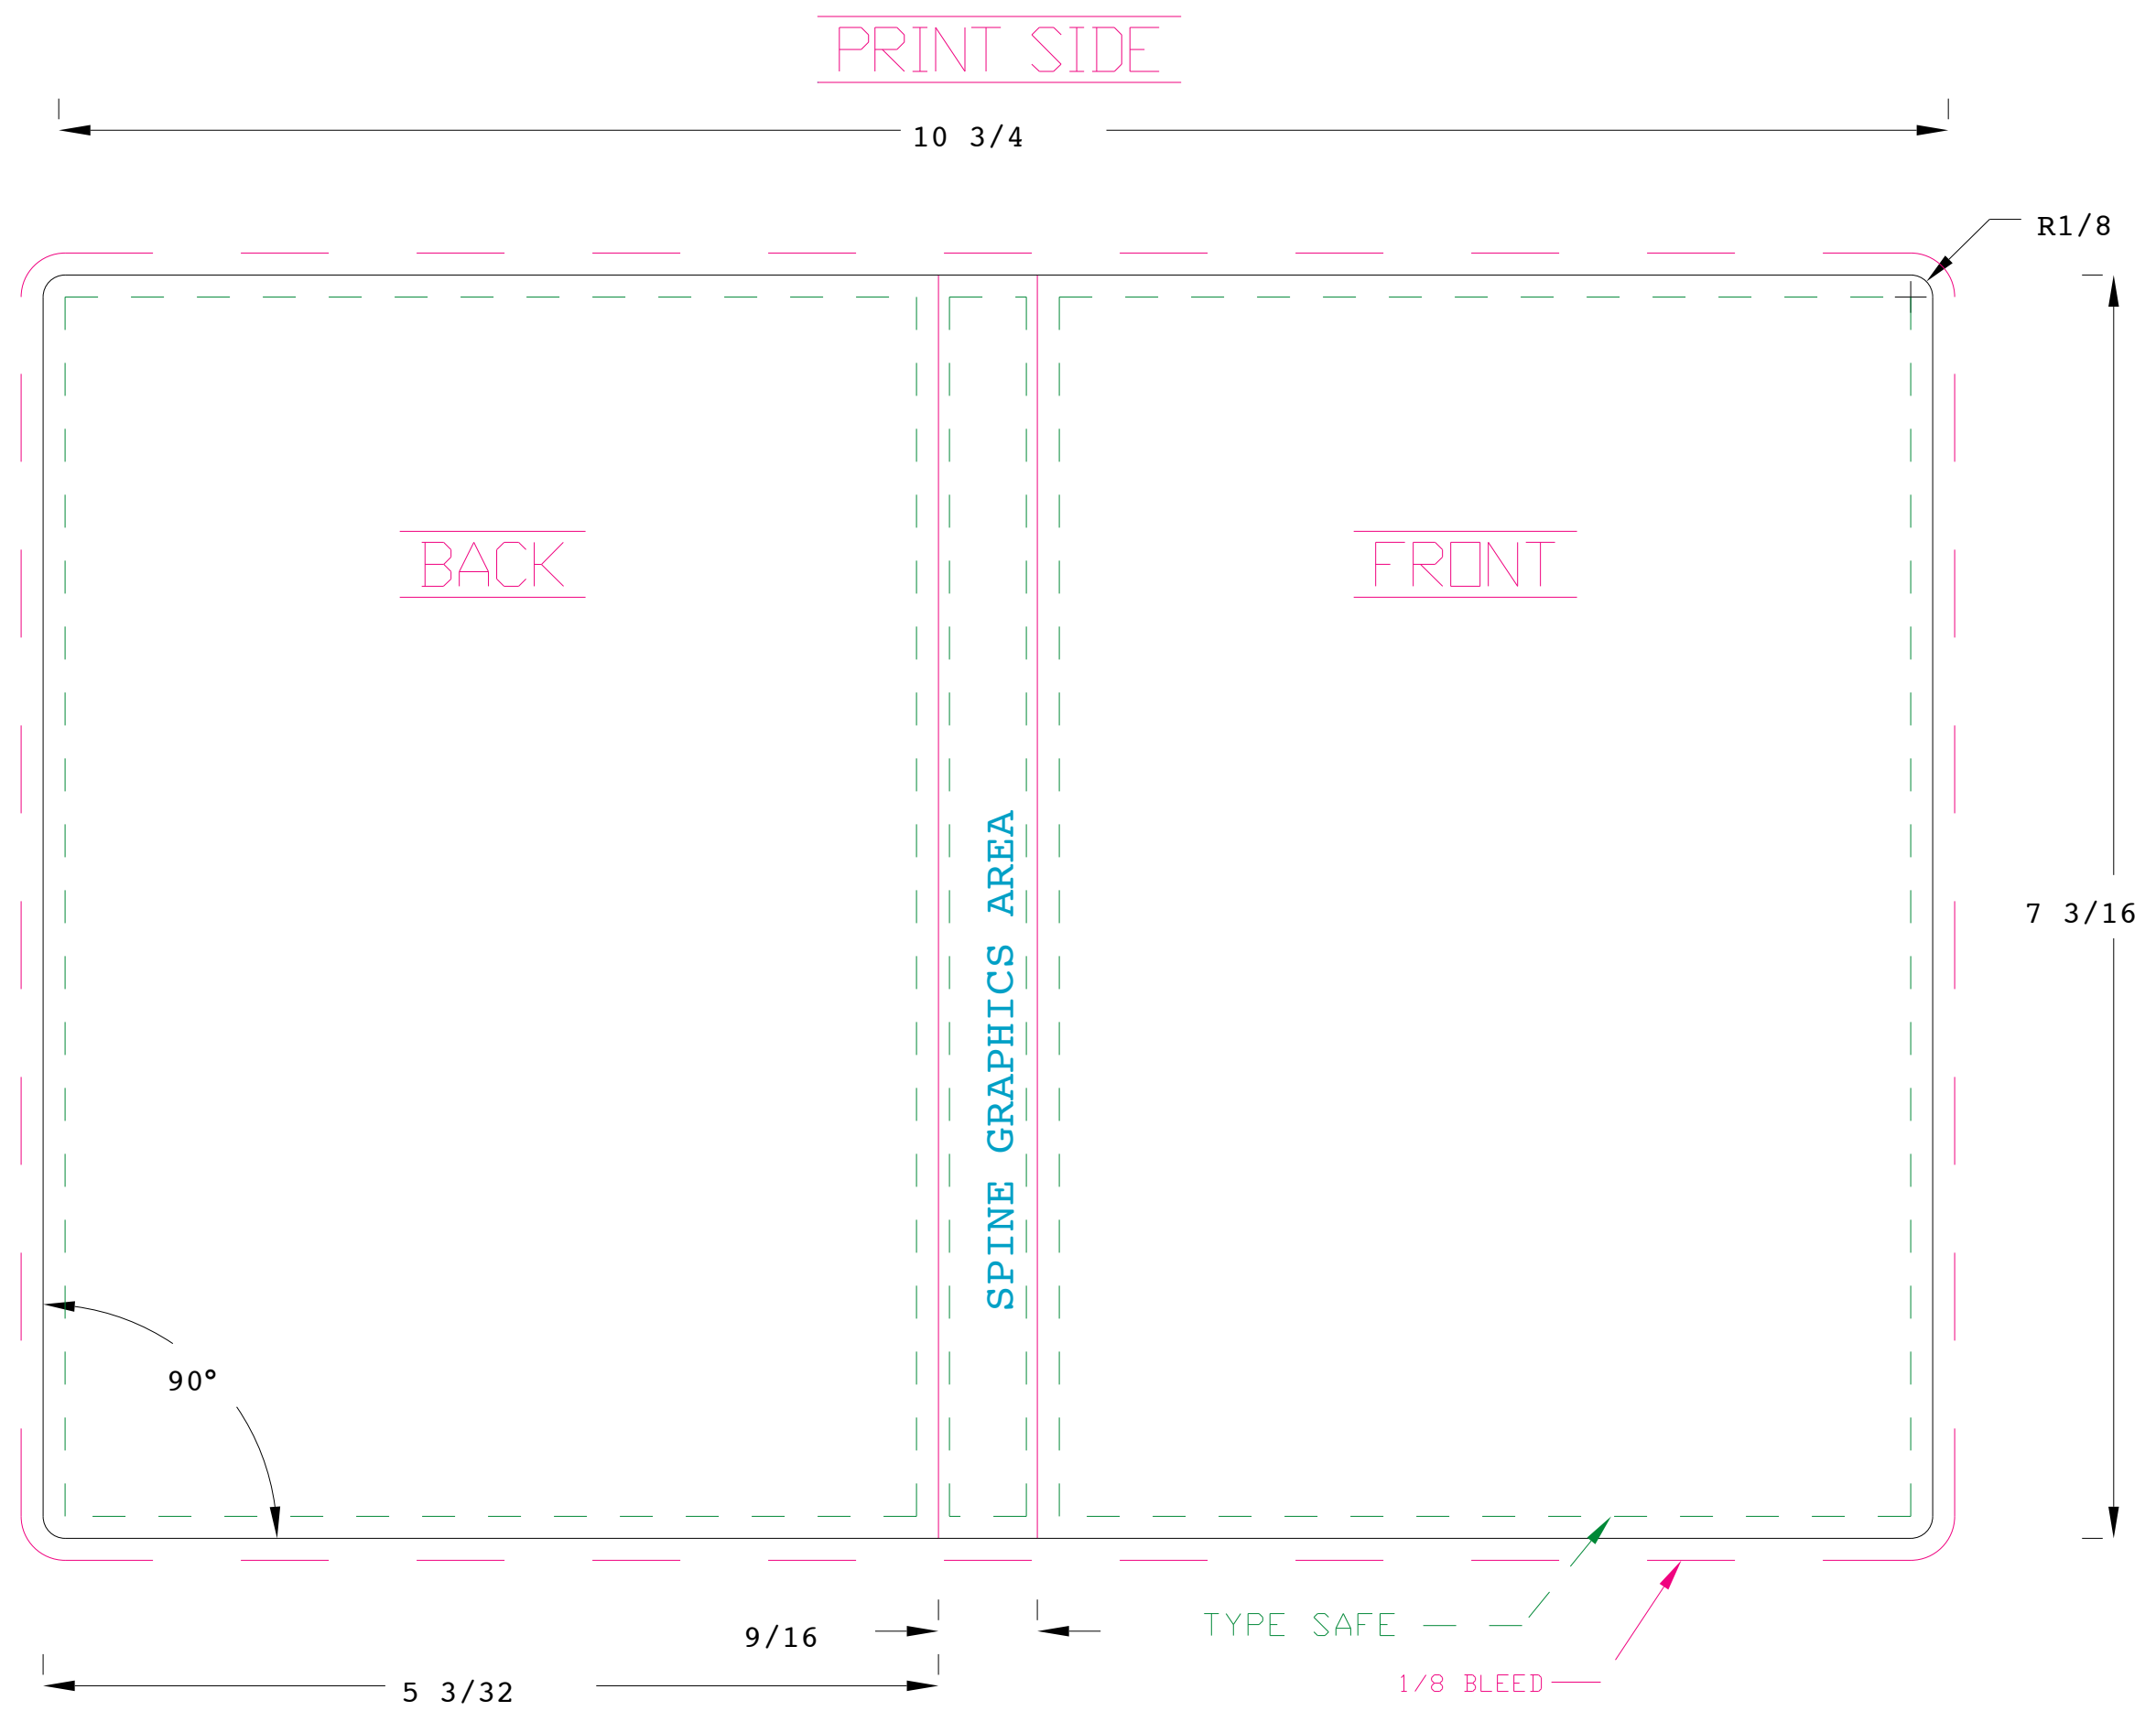 PRINT SIDE
10 3/4
R1/8
BACK
FRONT
SPINE GRAPHICS AREA
7 3/16
90°
9/16
TYPE SAFE
1/8 BLEED
5 3/32